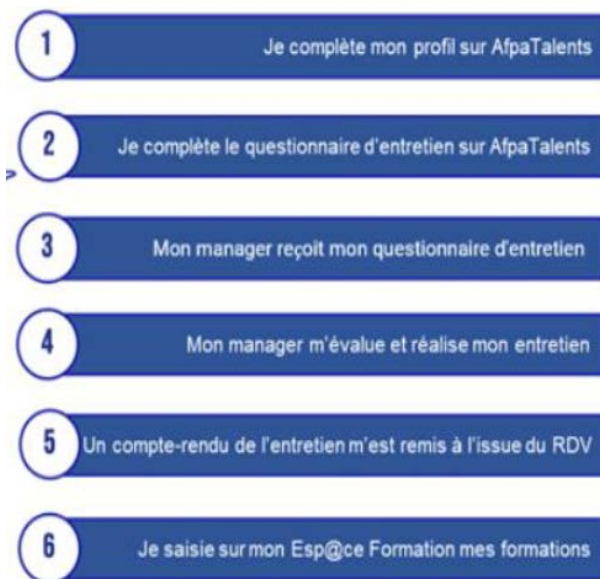 1 Je complète mon profil sur AfpaTalents
2 Je complète le questionnaire d'entretien sur AfpaTalents
3 Mon manager reçoit mon questionnaire d'entretien
4 Mon manager m'évalue et réalise mon entretien
5 Un compte-rendu de l'entretien m'est remis à l'issue du RDV
6 Je saisie sur mon Esp@ce Formation mes formations